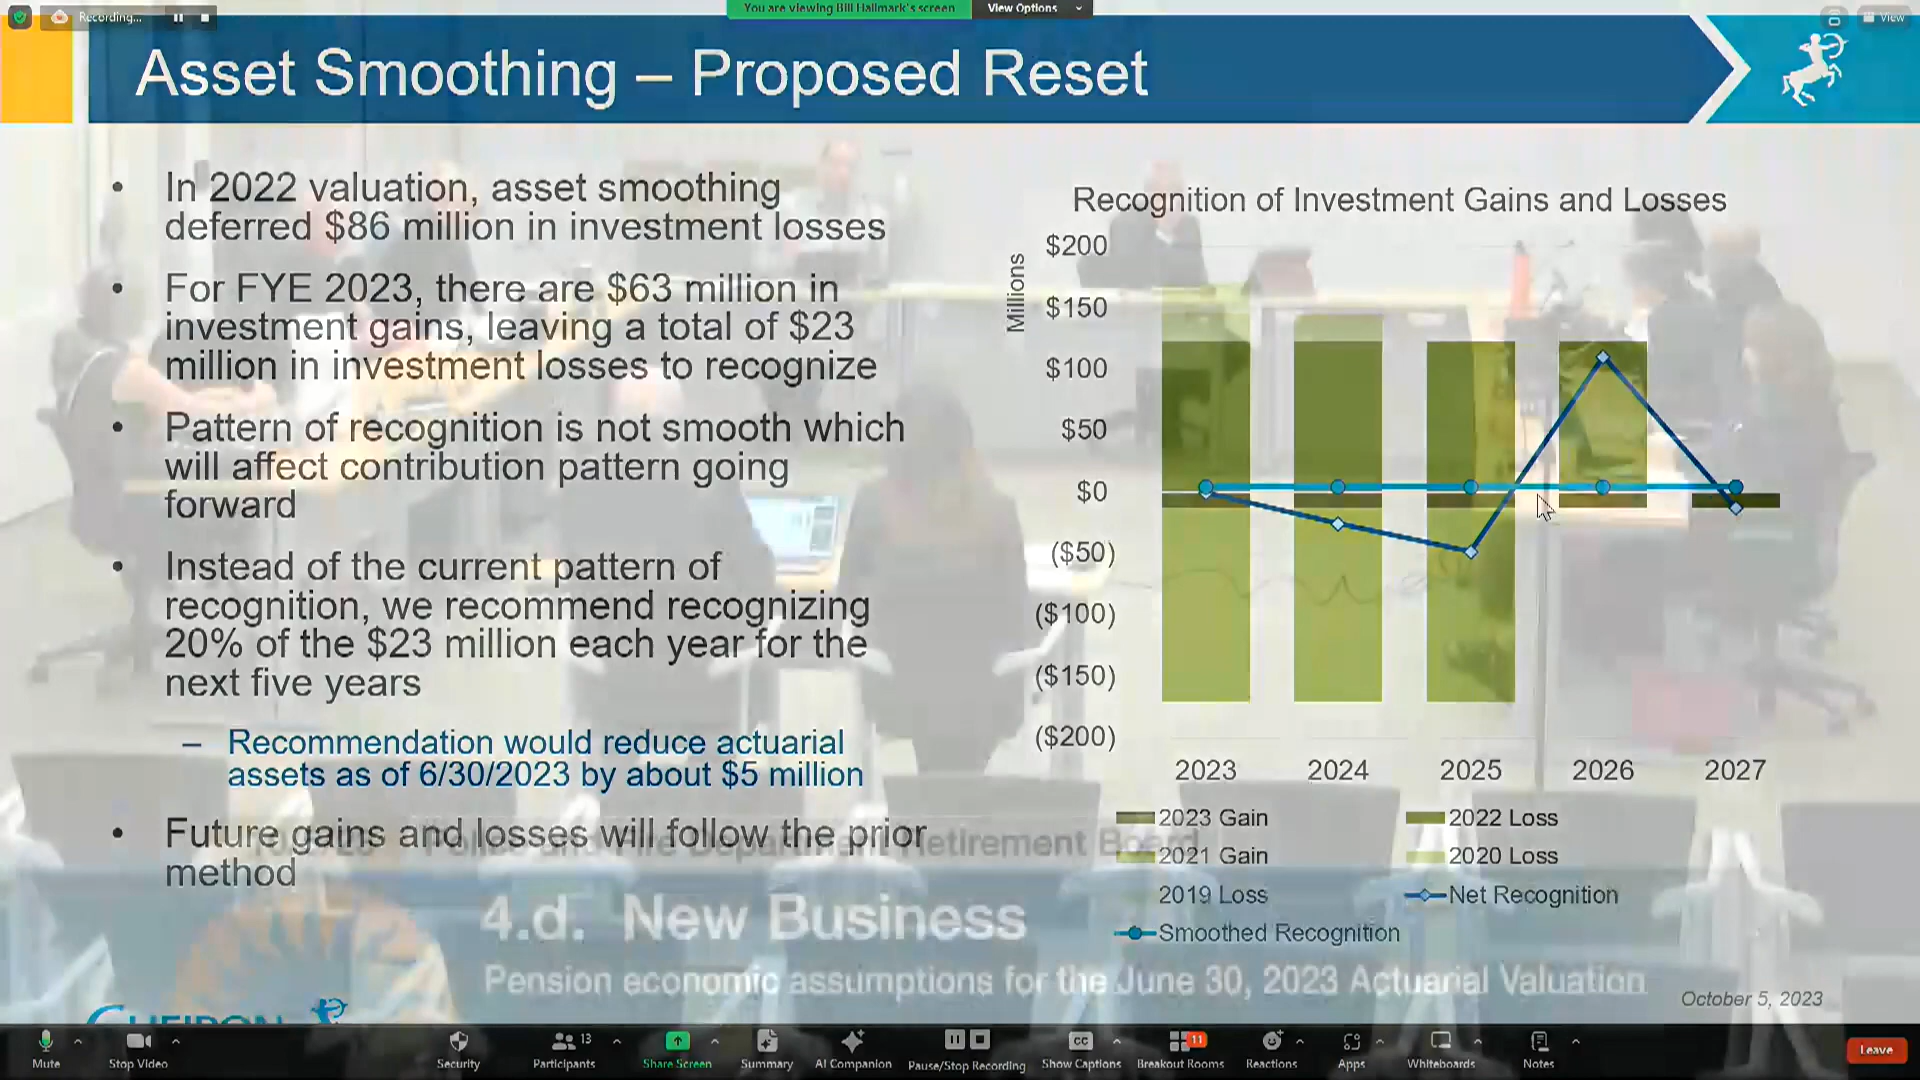 Recording...
You are viewing Bill Hallmark's screen
View Options
View
Asset Smoothing – Proposed Reset
• In 2022 valuation, asset smoothing
deferred $86 million in investment losses
• For FYE 2023, there are $63 million in
investment gains, leaving a total of $23
million in investment losses to recognize
• Pattern of recognition is not smooth which
will affect contribution pattern going
forward
• Instead of the current pattern of
recognition, we recommend recognizing
20% of the $23 million each year for the
next five years
– Recommendation would reduce actuarial
assets as of 6/30/2023 by about $5 million
• Future gains and losses will follow the prior
method
Recognition of Investment Gains and Losses
Millions
$200
$150
$100
$50
$0
($50)
($100)
($150)
($200)
2023 2024 2025 2026 2027
2023 Gain 2022 Loss
2021 Gain 2020 Loss
2019 Loss Net Recognition
Smoothed Recognition
Police and Fire Department Retirement Board
4.d. New Business
Pension economic assumptions for the June 30, 2023 Actuarial Valuation
October 5, 2023
CHEIRON
Mute
Stop Video
Security
Participants 13
Share Screen
Summary
AI Companion
Pause/Stop Recording
CC Show Captions
Breakout Rooms 11
Reactions
Apps
Whiteboards
Notes
Leave